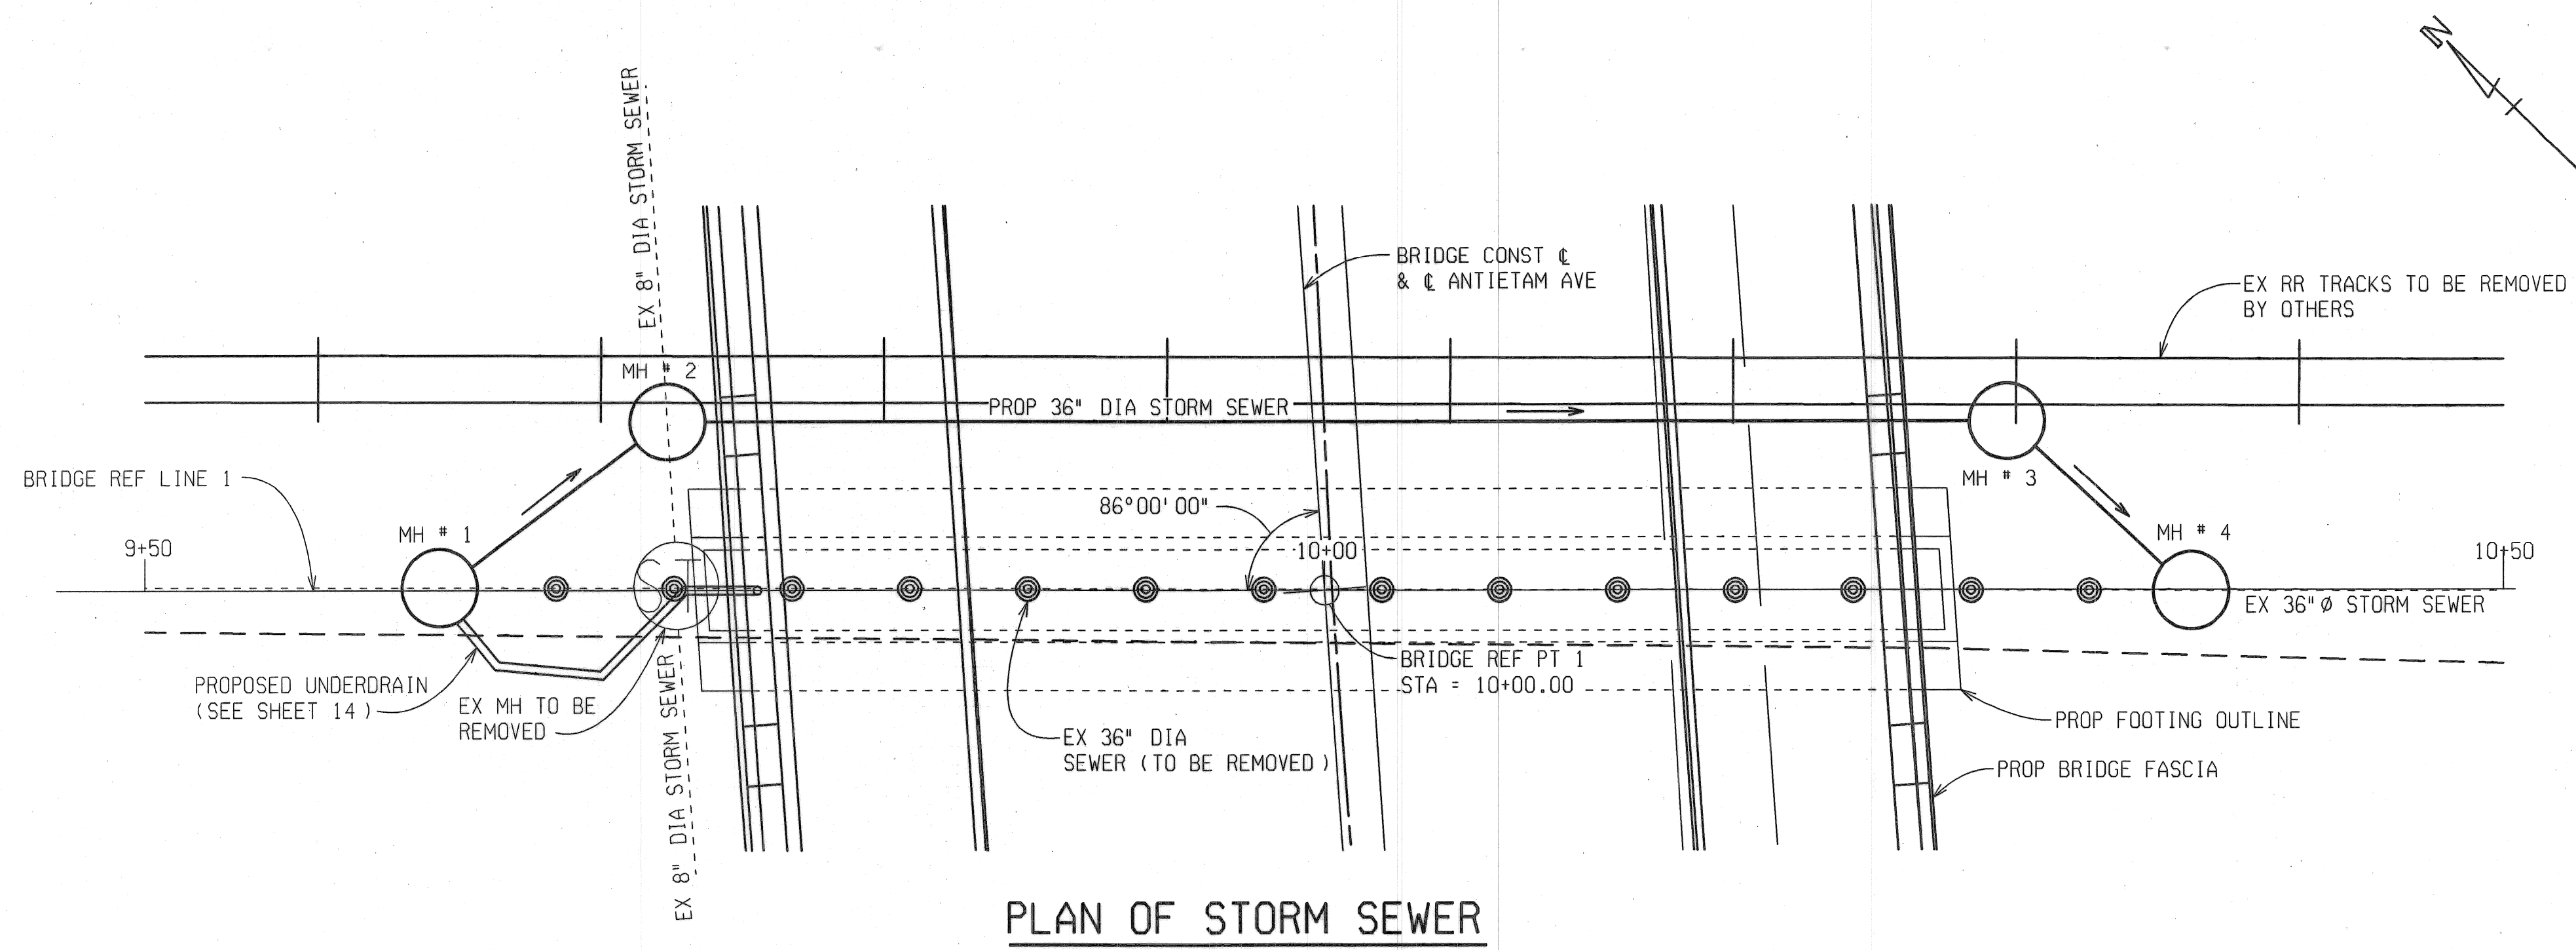 N
EX 8" DIA STORM SEWER
BRIDGE CONST ℄
& ℄ ANTIETAM AVE
EX RR TRACKS TO BE REMOVED
BY OTHERS
MH # 2
PROP 36" DIA STORM SEWER
BRIDGE REF LINE 1
86°00'00"
MH # 3
MH # 1
MH # 4
9+50
10+00
10+50
ST
EX 36"Ø STORM SEWER
BRIDGE REF PT 1
STA = 10+00.00
PROPOSED UNDERDRAIN
(SEE SHEET 14)
EX MH TO BE
REMOVED
EX 8" DIA STORM SEWER
EX 36" DIA
SEWER (TO BE REMOVED)
PROP FOOTING OUTLINE
PROP BRIDGE FASCIA
PLAN OF STORM SEWER